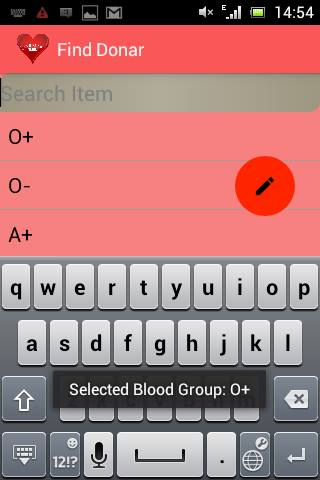 14:54
Find Donar
Search Item
O+
O-
A+
q w e r t y u i o p
a s d f g h j k l
Selected Blood Group: O+
12!?
.